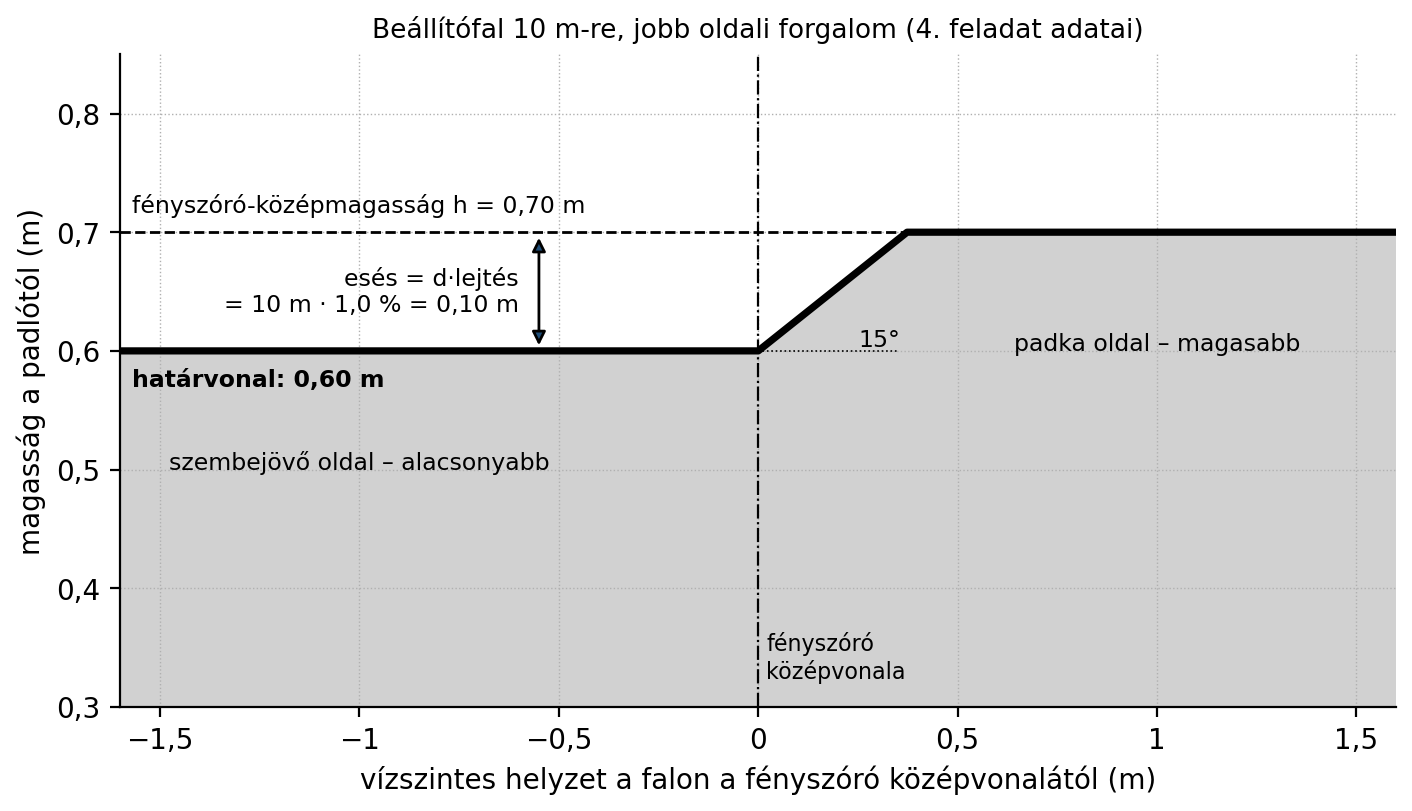 Beállítófal 10 m-re, jobb oldali forgalom (4. feladat adatai)
magasság a padlótól (m)
0,8
0,7
0,6
0,5
0,4
0,3
fényszóró-középmagasság h = 0,70 m
esés = d·lejtés
= 10 m · 1,0 % = 0,10 m
15°
padka oldal – magasabb
határvonal: 0,60 m
szembejövő oldal – alacsonyabb
fényszóró
középvonala
−1,5
−1
−0,5
0
0,5
1
1,5
vízszintes helyzet a falon a fényszóró középvonalától (m)